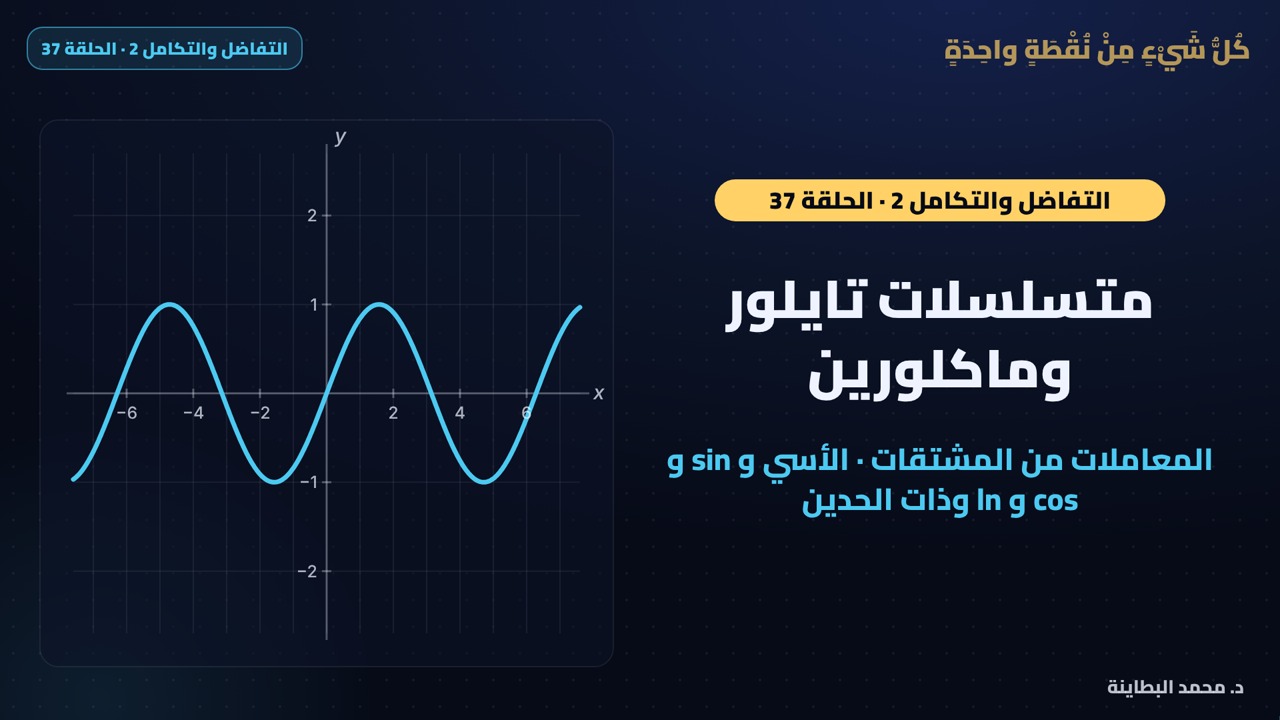 كُلُّ شَيْءٍ مِنْ نُقْطَةٍ واحِدَةٍ
التفاضل والتكامل 2 · الحلقة 37
التفاضل والتكامل 2 · الحلقة 37
متسلسلات تايلور
وماكلورين
المعاملات من المشتقات · الأسي و sin و
cos و ln وذات الحدين
y
2
1
−6 −4 −2 2 4 6 x
−1
−2
د. محمد البطاينة